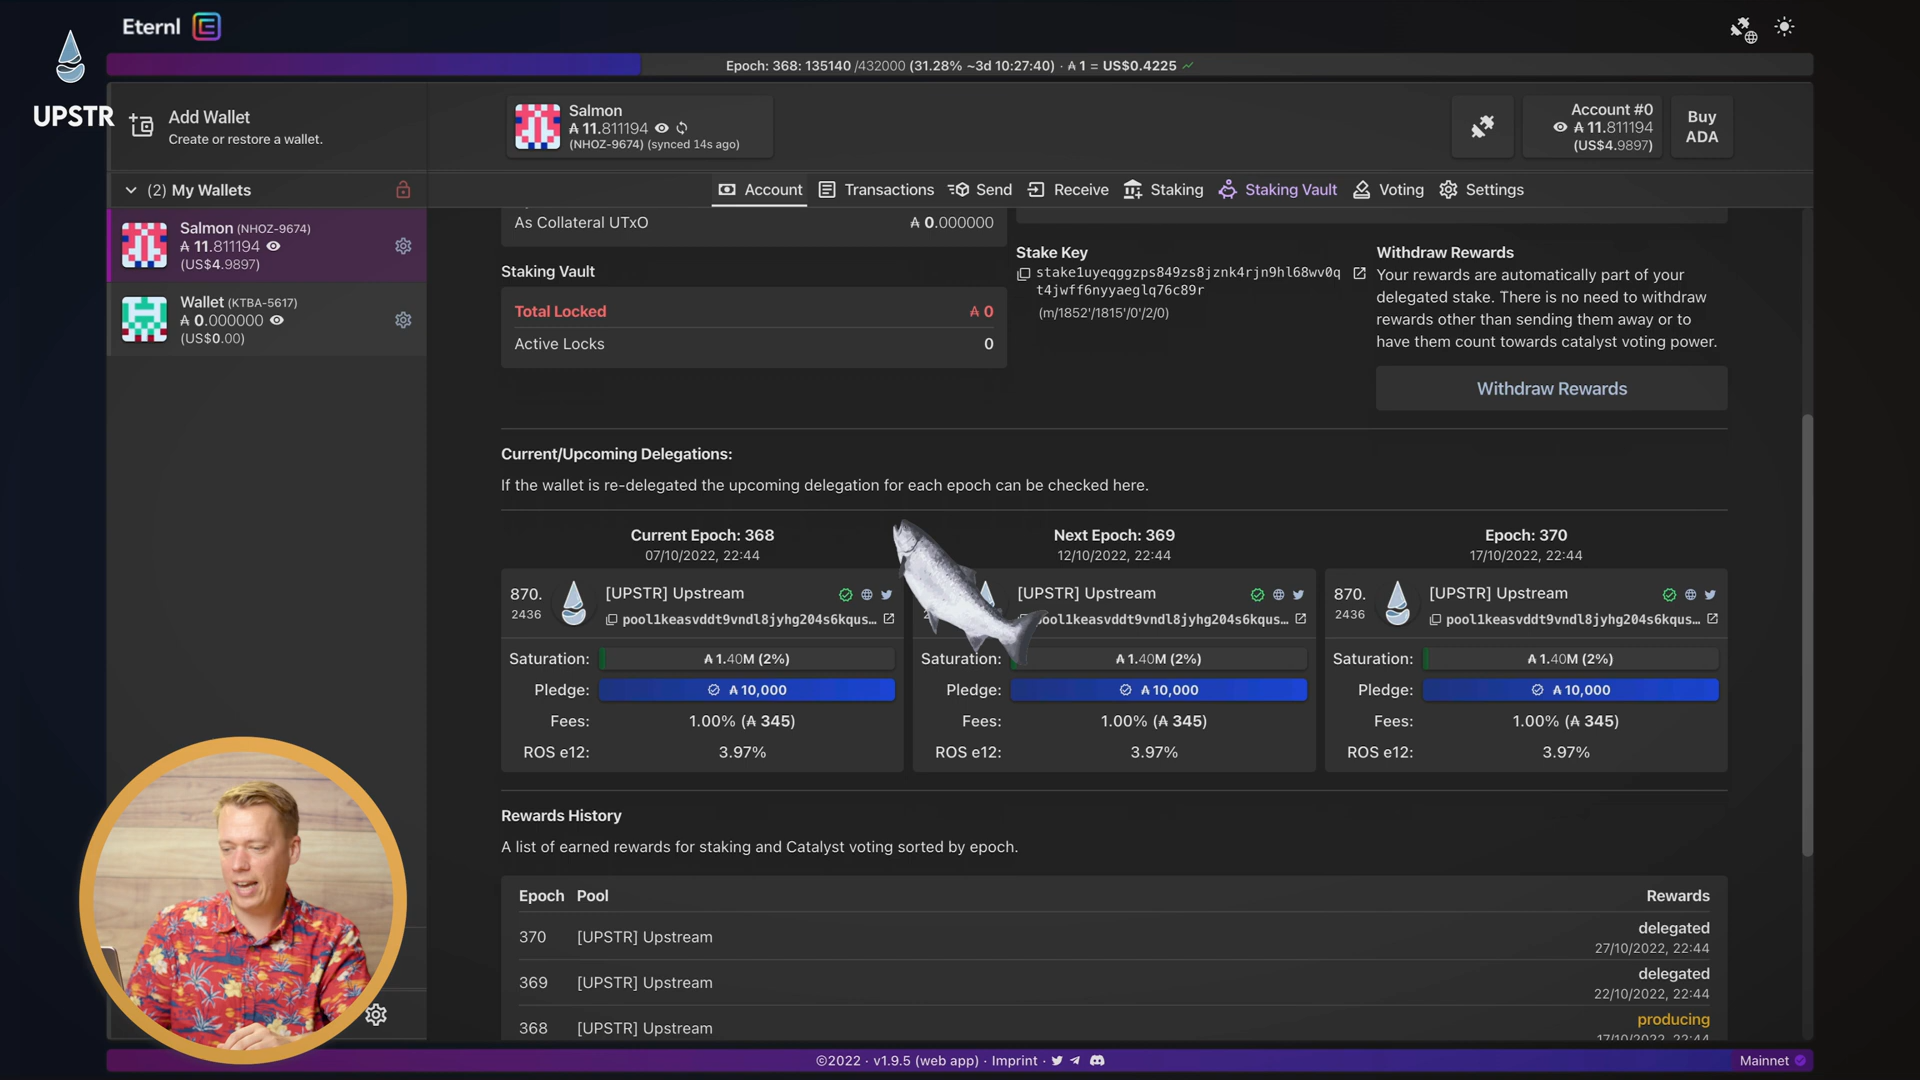 Eternl
UPSTR
Epoch: 368: 135140 /432000 (31.28% ~3d 10:27:40) · ₳ 1 = US$0.4225
Add Wallet
Create or restore a wallet.
(2) My Wallets
Salmon (NHOZ-9674)
₳ 11.811194
(US$4.9897)
Wallet (KTBA-5617)
₳ 0.000000
(US$0.00)
Salmon
₳ 11.811194
(NHOZ-9674) (synced 14s ago)
Account #0
₳ 11.811194
(US$4.9897)
Buy
ADA
Account Transactions Send Receive Staking Staking Vault Voting Settings
As Collateral UTxO ₳ 0.000000
Staking Vault
Total Locked ₳ 0
Active Locks 0
Stake Key
stake1uyeqggzps849zs8jznk4rjn9hl68wv0q
t4jwff6nyyaeglq76c89r
(m/1852'/1815'/0'/2/0)
Withdraw Rewards
Your rewards are automatically part of your
delegated stake. There is no need to withdraw
rewards other than sending them away or to
have them count towards catalyst voting power.
Withdraw Rewards
Current/Upcoming Delegations:
If the wallet is re-delegated the upcoming delegation for each epoch can be checked here.
Current Epoch: 368
07/10/2022, 22:44
870.
2436
[UPSTR] Upstream
pool1keasvddt9vndl8jyhg204s6kqus...
Saturation: ₳ 1.40M (2%)
Pledge: ₳ 10,000
Fees: 1.00% (₳ 345)
ROS e12: 3.97%
Next Epoch: 369
12/10/2022, 22:44
[UPSTR] Upstream
ool1keasvddt9vndl8jyhg204s6kqus...
Saturation: ₳ 1.40M (2%)
Pledge: ₳ 10,000
Fees: 1.00% (₳ 345)
ROS e12: 3.97%
Epoch: 370
17/10/2022, 22:44
870.
2436
[UPSTR] Upstream
pool1keasvddt9vndl8jyhg204s6kqus...
Saturation: ₳ 1.40M (2%)
Pledge: ₳ 10,000
Fees: 1.00% (₳ 345)
ROS e12: 3.97%
Rewards History
A list of earned rewards for staking and Catalyst voting sorted by epoch.
Epoch Pool Rewards
370 [UPSTR] Upstream delegated
27/10/2022, 22:44
369 [UPSTR] Upstream delegated
22/10/2022, 22:44
368 [UPSTR] Upstream producing
17/10/2022, 22:44
©2022 · v1.9.5 (web app) · Imprint ·
Mainnet